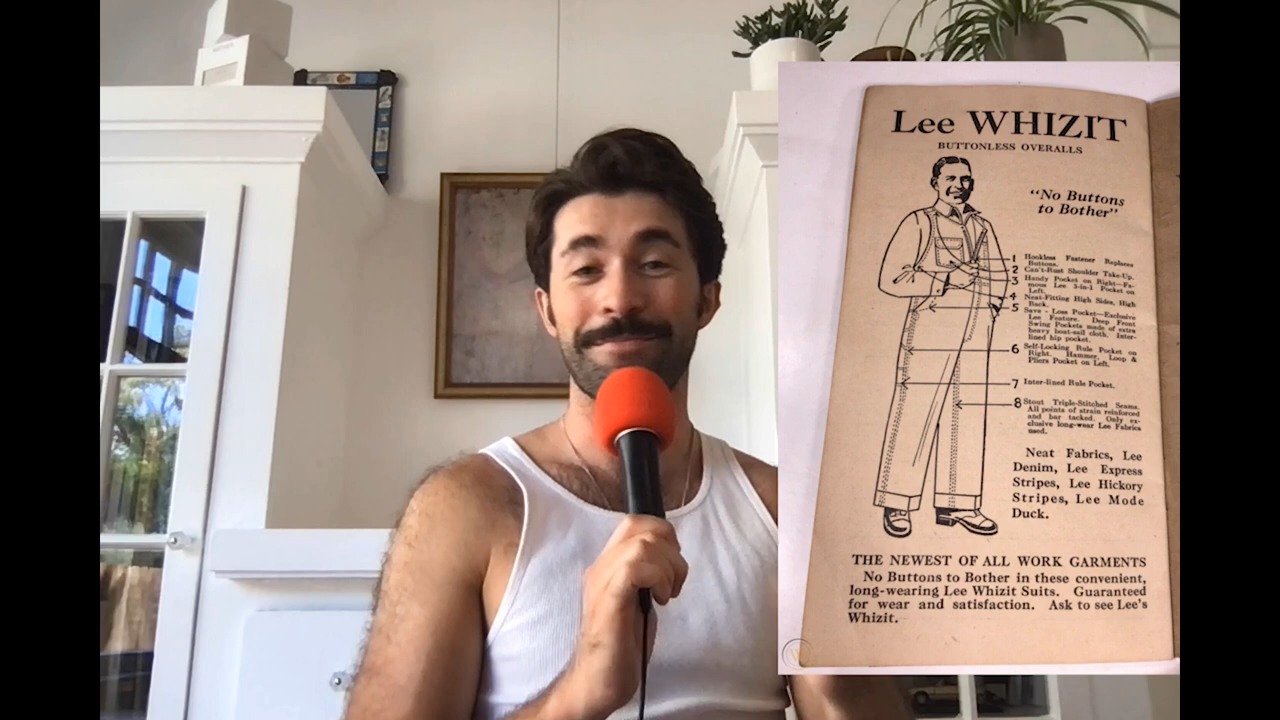 Lee WHIZIT
BUTTONLESS OVERALLS
"No Buttons
to Bother"
1 Hookless Fastener Replaces
Buttons.
2 Can't-Rust Shoulder Take-Up.
3 Handy Pocket on Right—Fa-
mous Lee 3-in-1 Pocket on
Left.
4 Neat-Fitting High Sides, High
Back.
5 Save-Loss Pocket—Exclusive
Lee Feature. Deep Front
Swing Pockets made of extra
heavy boat-sail cloth. Inter-
lined hip pocket.
6 Self-Locking Rule Pocket on
Right. Hammer, Loop &
Pliers Pocket on Left.
7 Inter-lined Rule Pocket.
8 Stout Triple-Stitched Seams.
All points of strain reinforced
and bar tacked. Only ex-
clusive long-wear Lee Fabrics
used.
Neat Fabrics, Lee
Denim, Lee Express
Stripes, Lee Hickory
Stripes, Lee Mode
Duck.
THE NEWEST OF ALL WORK GARMENTS
No Buttons to Bother in these convenient,
long-wearing Lee Whizit Suits. Guaranteed
for wear and satisfaction. Ask to see Lee's
Whizit.